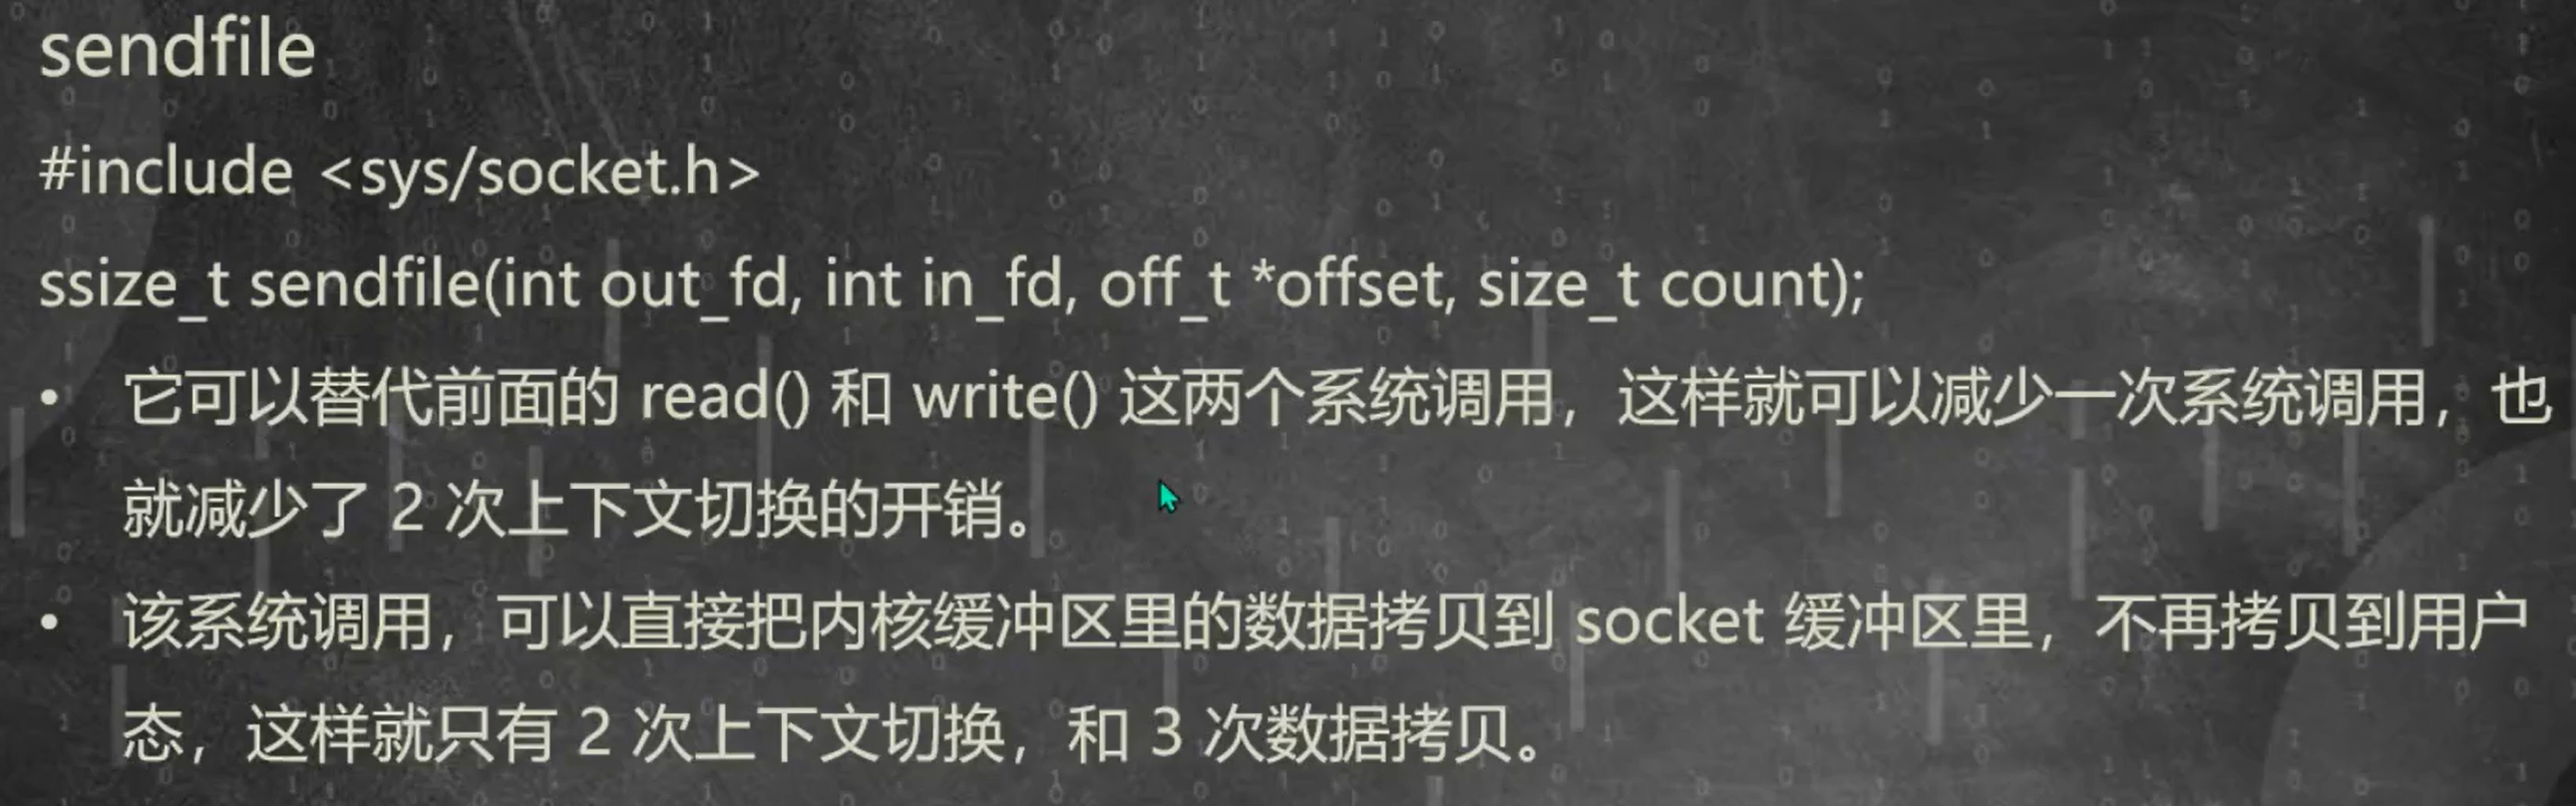 sendfile
#include <sys/socket.h>
ssize_t sendfile(int out_fd, int in_fd, off_t *offset, size_t count);
• 它可以替代前面的 read() 和 write() 这两个系统调用，这样就可以减少一次系统调用，也
就减少了 2 次上下文切换的开销。
• 该系统调用，可以直接把内核缓冲区里的数据拷贝到 socket 缓冲区里，不再拷贝到用户
态，这样就只有 2 次上下文切换，和 3 次数据拷贝。